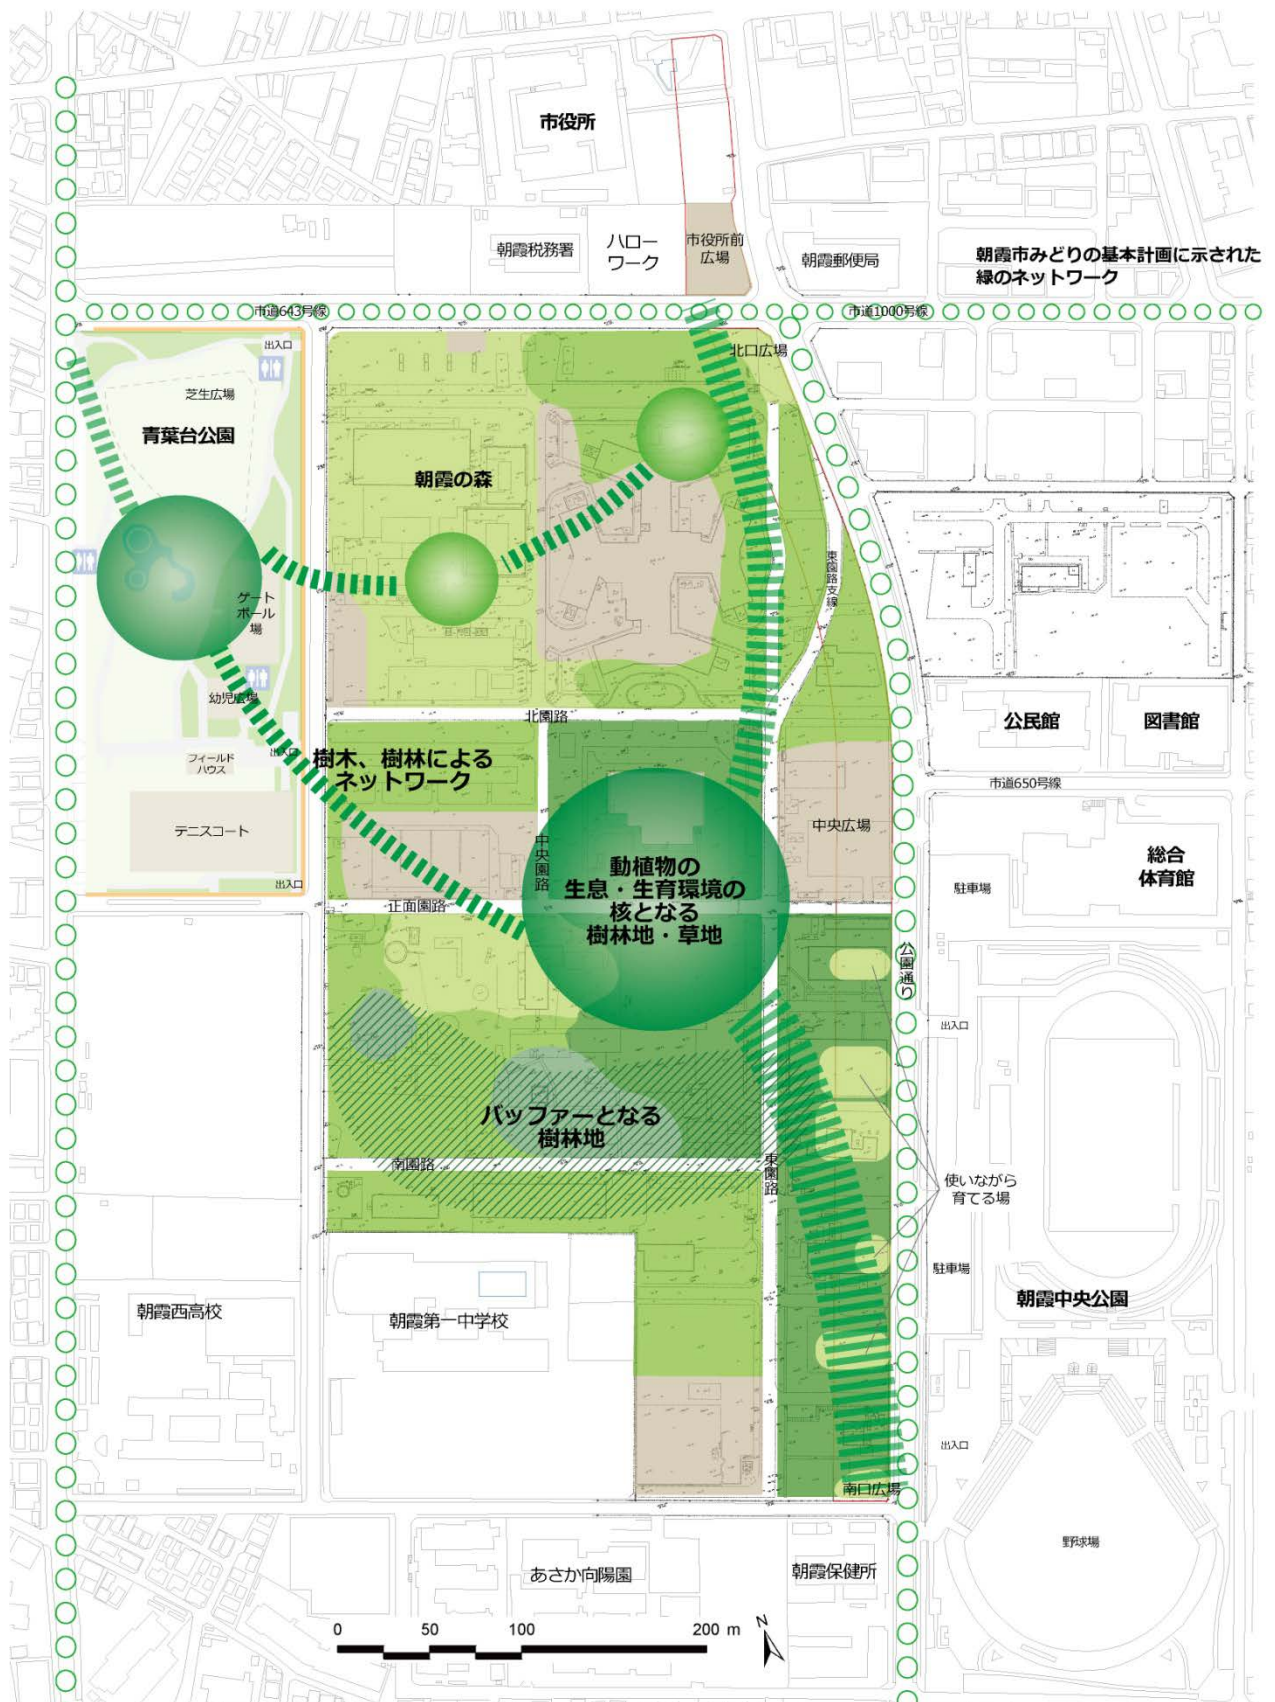 市役所
朝霞税務署
ハロー
ワーク
市役所前
広場
朝霞郵便局
朝霞市みどりの基本計画に示された
緑のネットワーク
市道643号線
市道1000号線
出入口
北口広場
芝生広場
青葉台公園
朝霞の森
東園路支線
ゲート
ボール
場
幼児広場
北園路
公民館
図書館
出入口
フィールド
ハウス
樹木、樹林による
ネットワーク
市道650号線
テニスコート
中央園路
中央広場
総合
体育館
駐車場
出入口
動植物の
生息・生育環境の
核となる
樹林地・草地
正面園路
公園通り
出入口
バッファーとなる
樹林地
南園路
東園路
使いながら
育てる場
駐車場
朝霞中央公園
朝霞西高校
朝霞第一中学校
出入口
南口広場
野球場
あさか向陽園
朝霞保健所
0 50 100 200 m
N